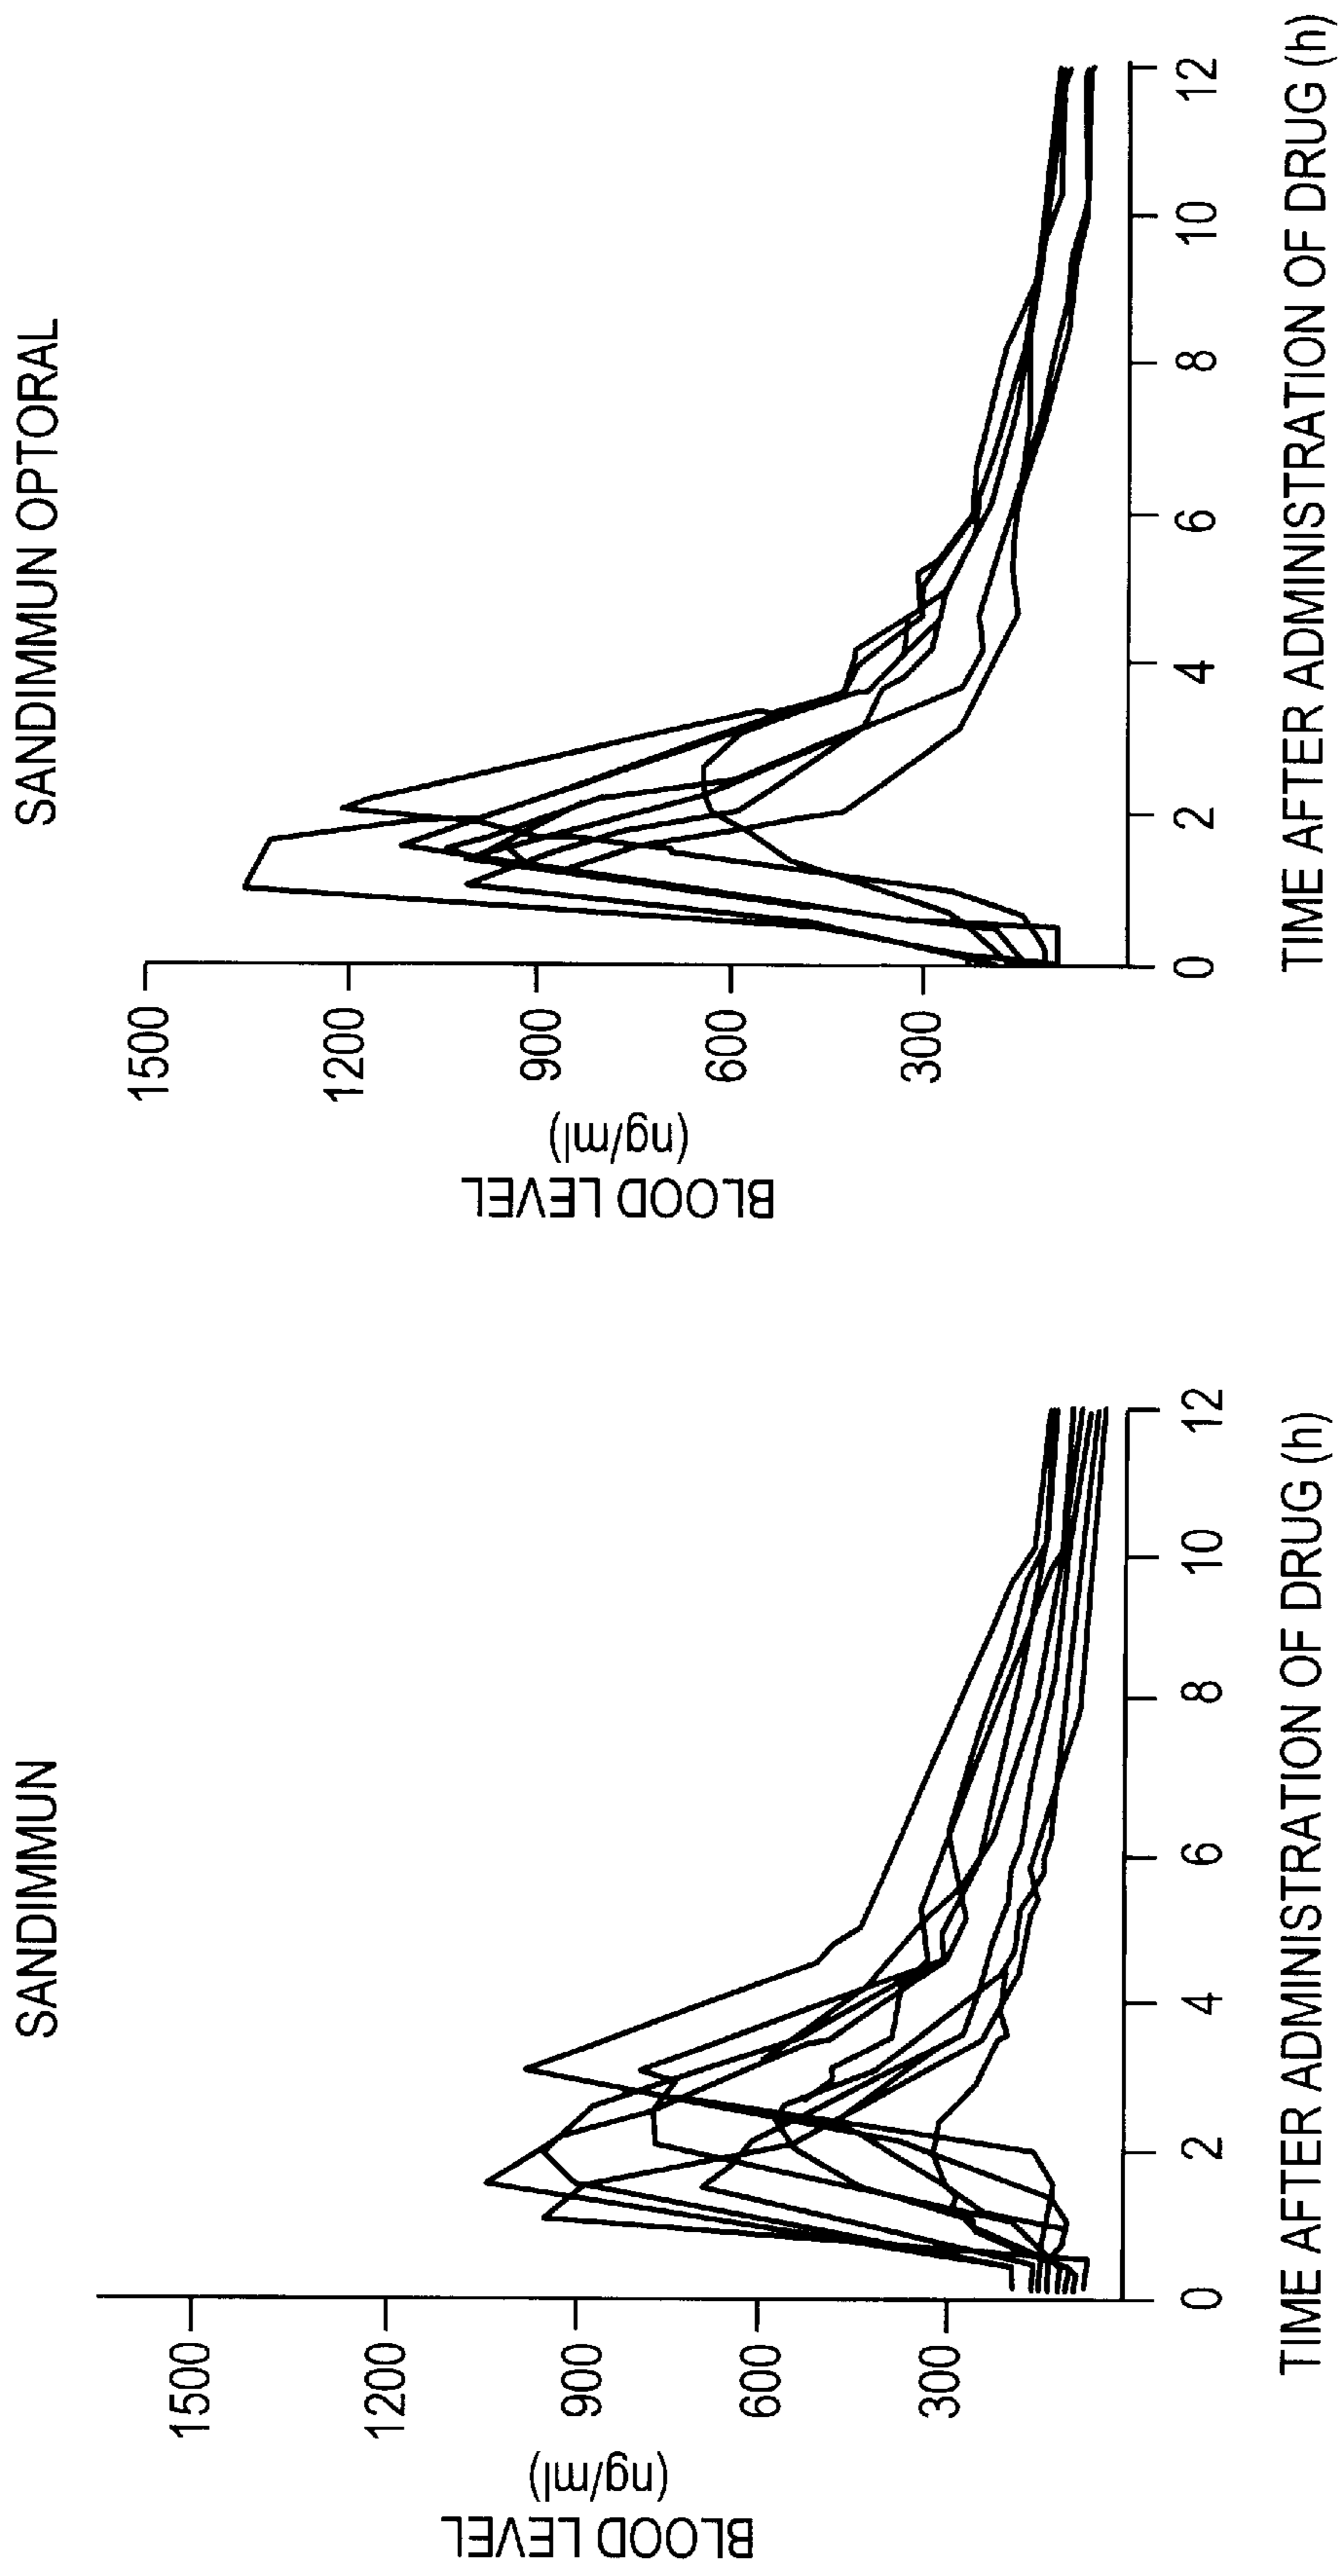 SANDIMMUN
BLOOD LEVEL
(ng/ml)
1500
1200
900
600
300
0 2 4 6 8 10 12
TIME AFTER ADMINISTRATION OF DRUG (h)
SANDIMMUN OPTORAL
BLOOD LEVEL
(ng/ml)
1500
1200
900
600
300
0 2 4 6 8 10 12
TIME AFTER ADMINISTRATION OF DRUG (h)